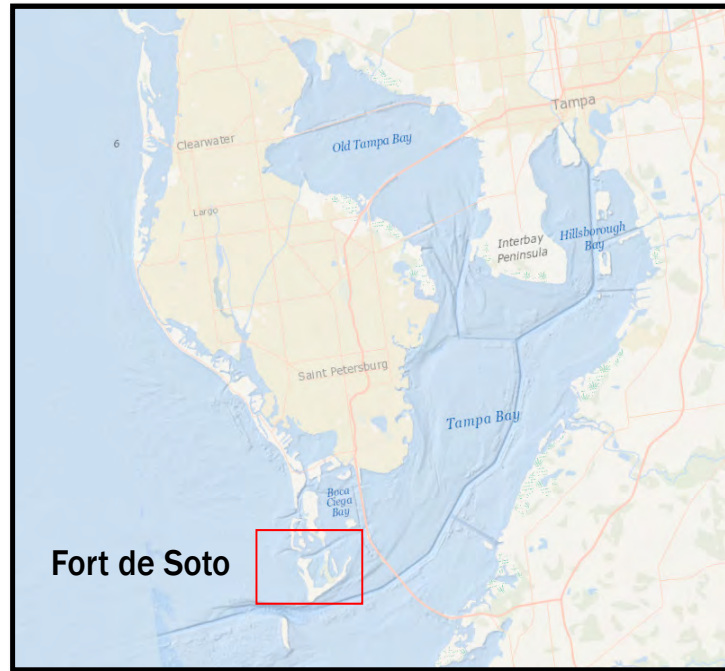 Tampa
6
Clearwater
Old Tampa Bay
Largo
Interbay
Peninsula
Hillsborough
Bay
Saint Petersburg
Tampa Bay
Boca
Ciega
Bay
Fort de Soto